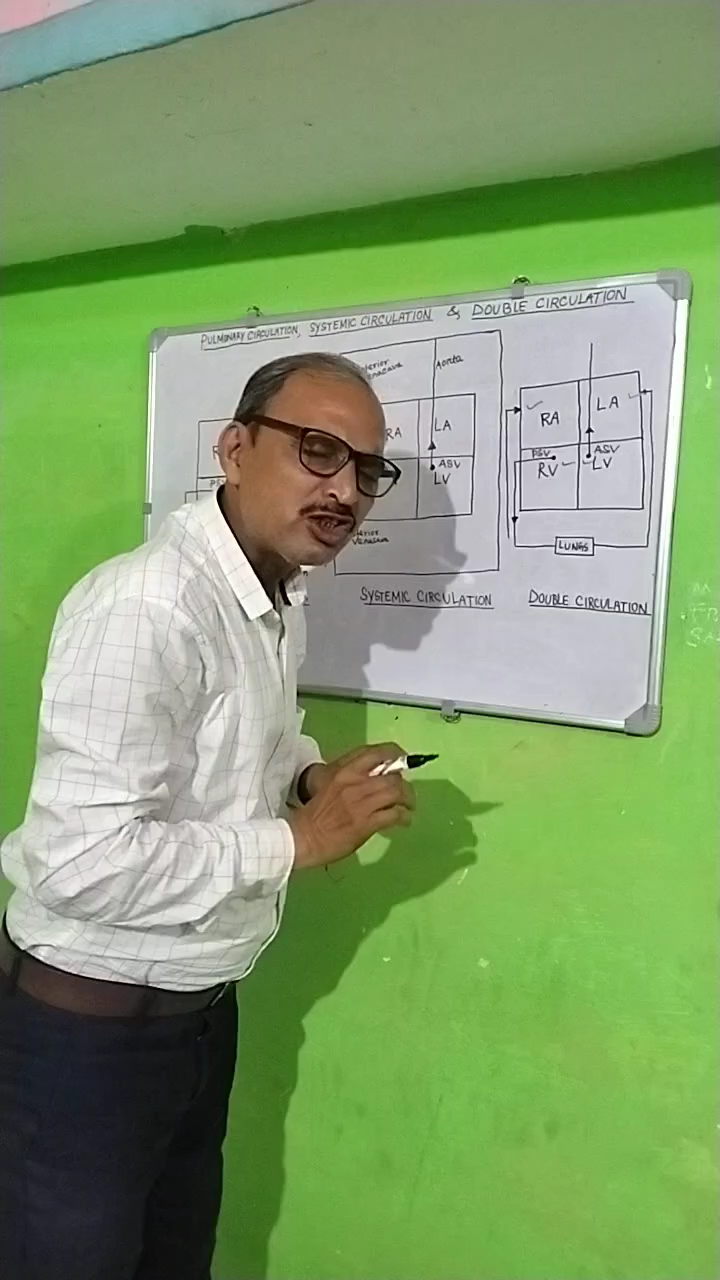 PULMONARY CIRCULATION, SYSTEMIC CIRCULATION & DOUBLE CIRCULATION
Aorta
RA LA
ASV
LV
SYSTEMIC CIRCULATION
RA LA
PSV ASV
RV LV
LUNGS
DOUBLE CIRCULATION